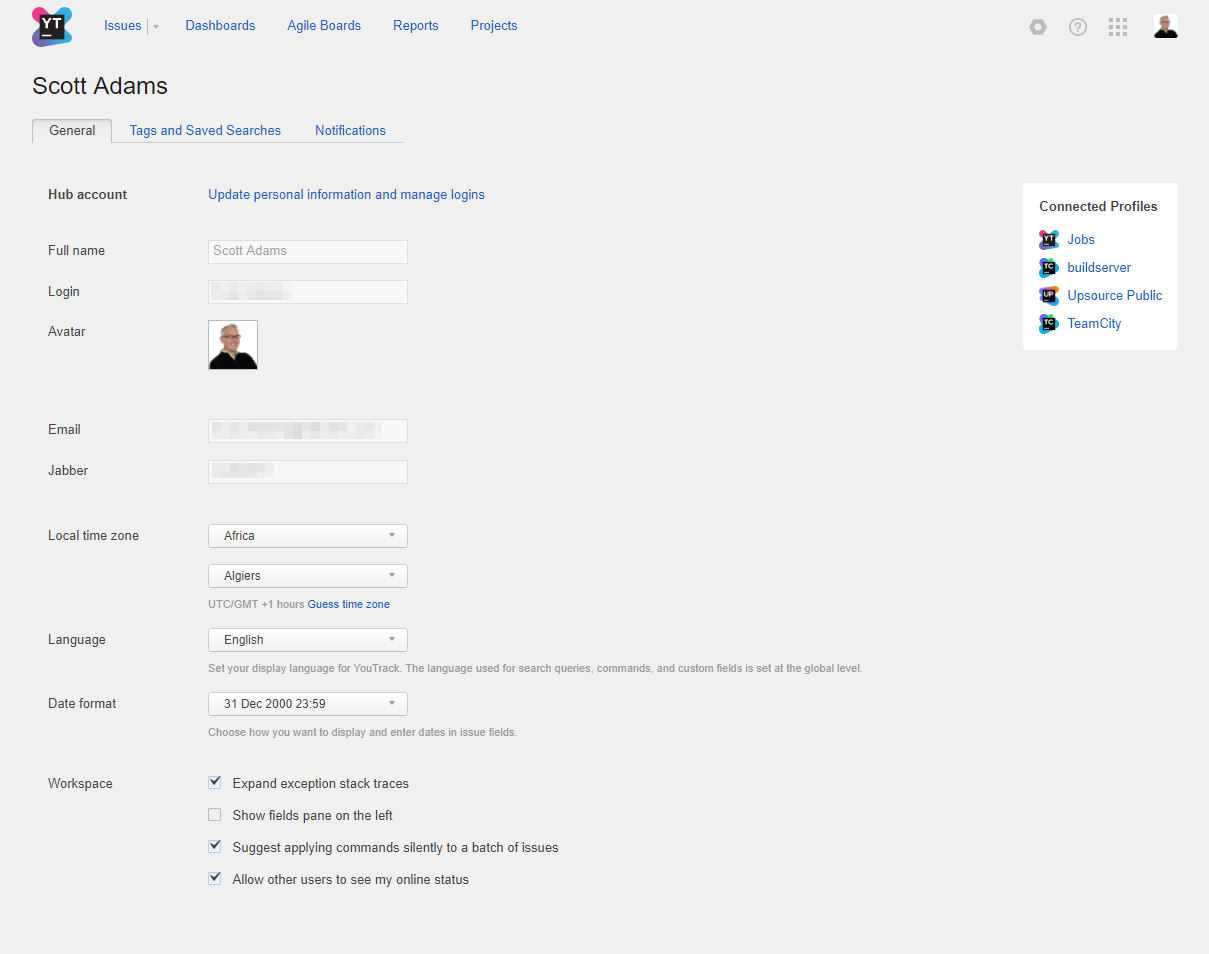 YT
Issues
Dashboards
Agile Boards
Reports
Projects
Scott Adams
General
Tags and Saved Searches
Notifications
Hub account
Update personal information and manage logins
Full name
Scott Adams
Login
Avatar
Email
Jabber
Local time zone
Africa
Algiers
UTC/GMT +1 hours Guess time zone
Language
English
Set your display language for YouTrack. The language used for search queries, commands, and custom fields is set at the global level.
Date format
31 Dec 2000 23:59
Choose how you want to display and enter dates in issue fields.
Workspace
Expand exception stack traces
Show fields pane on the left
Suggest applying commands silently to a batch of issues
Allow other users to see my online status
Connected Profiles
YT Jobs
TC buildserver
UP Upsource Public
TC TeamCity